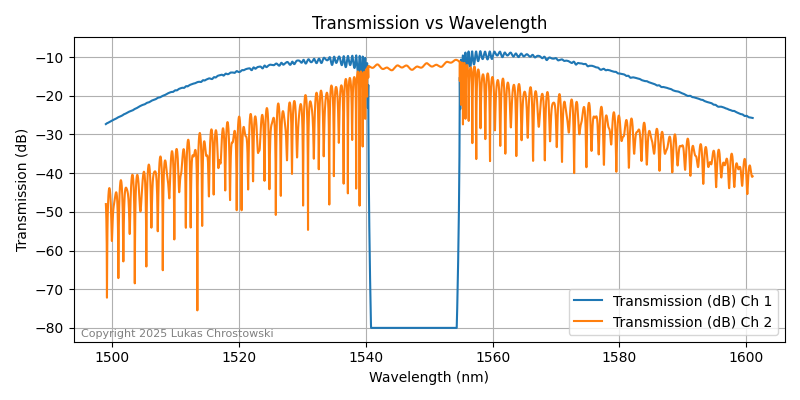 Transmission vs Wavelength
Transmission (dB)
−10
−20
−30
−40
−50
−60
−70
−80
Transmission (dB) Ch 1
Transmission (dB) Ch 2
Copyright 2025 Lukas Chrostowski
1500 1520 1540 1560 1580 1600
Wavelength (nm)